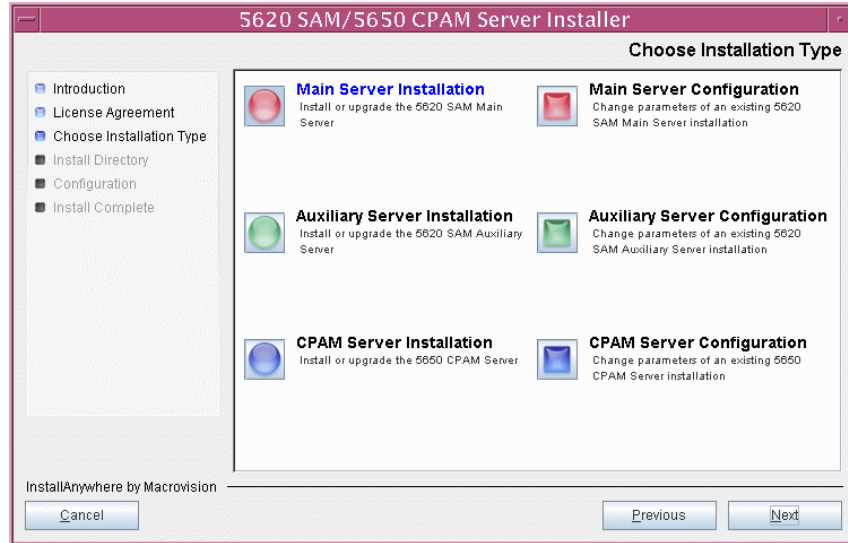 5620 SAM/5650 CPAM Server Installer
Choose Installation Type
Introduction
License Agreement
Choose Installation Type
Install Directory
Configuration
Install Complete
Main Server Installation
Install or upgrade the 5620 SAM Main
Server
Main Server Configuration
Change parameters of an existing 5620
SAM Main Server installation
Auxiliary Server Installation
Install or upgrade the 5620 SAM Auxiliary
Server
Auxiliary Server Configuration
Change parameters of an existing 5620
SAM Auxiliary Server installation
CPAM Server Installation
Install or upgrade the 5650 CPAM Server
CPAM Server Configuration
Change parameters of an existing 5650
CPAM Server installation
InstallAnywhere by Macrovision
Cancel
Previous
Next